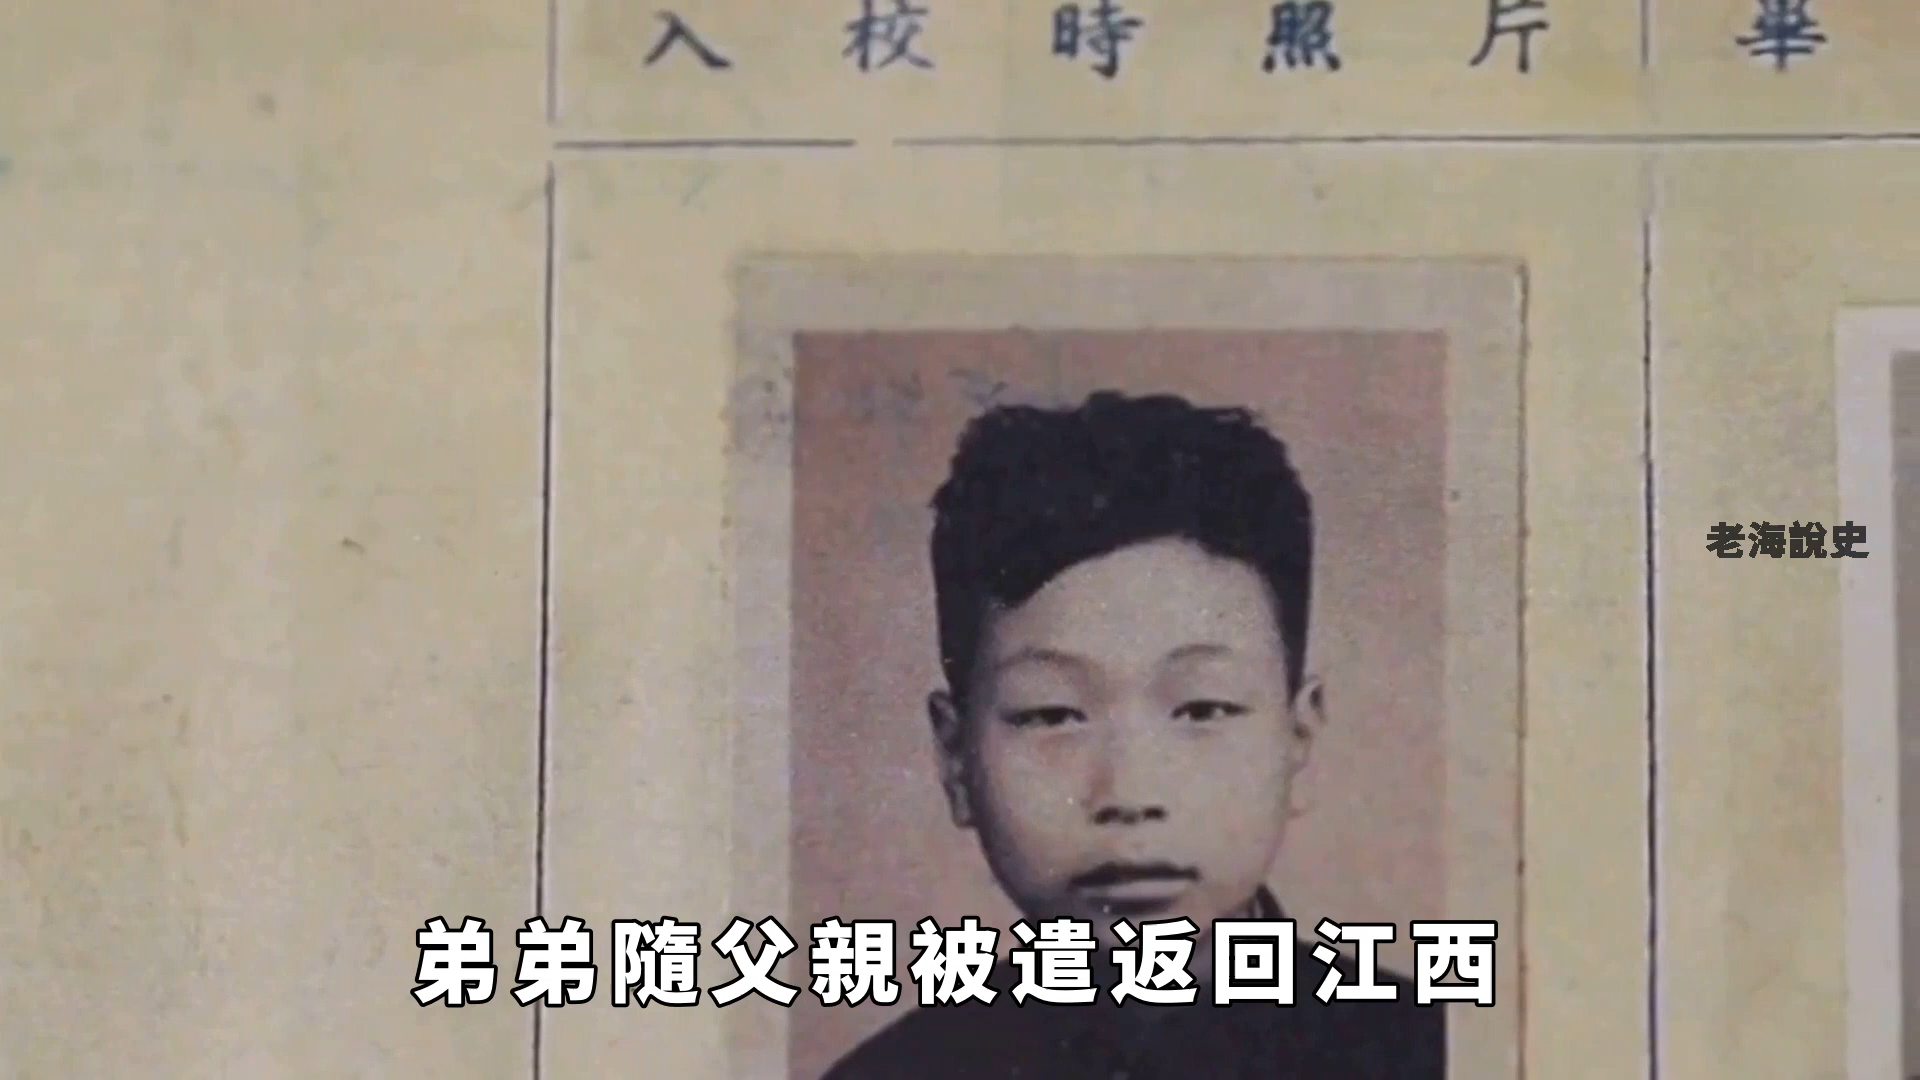 入校時照片 畢
老海說史
弟弟隨父親被遣返回江西